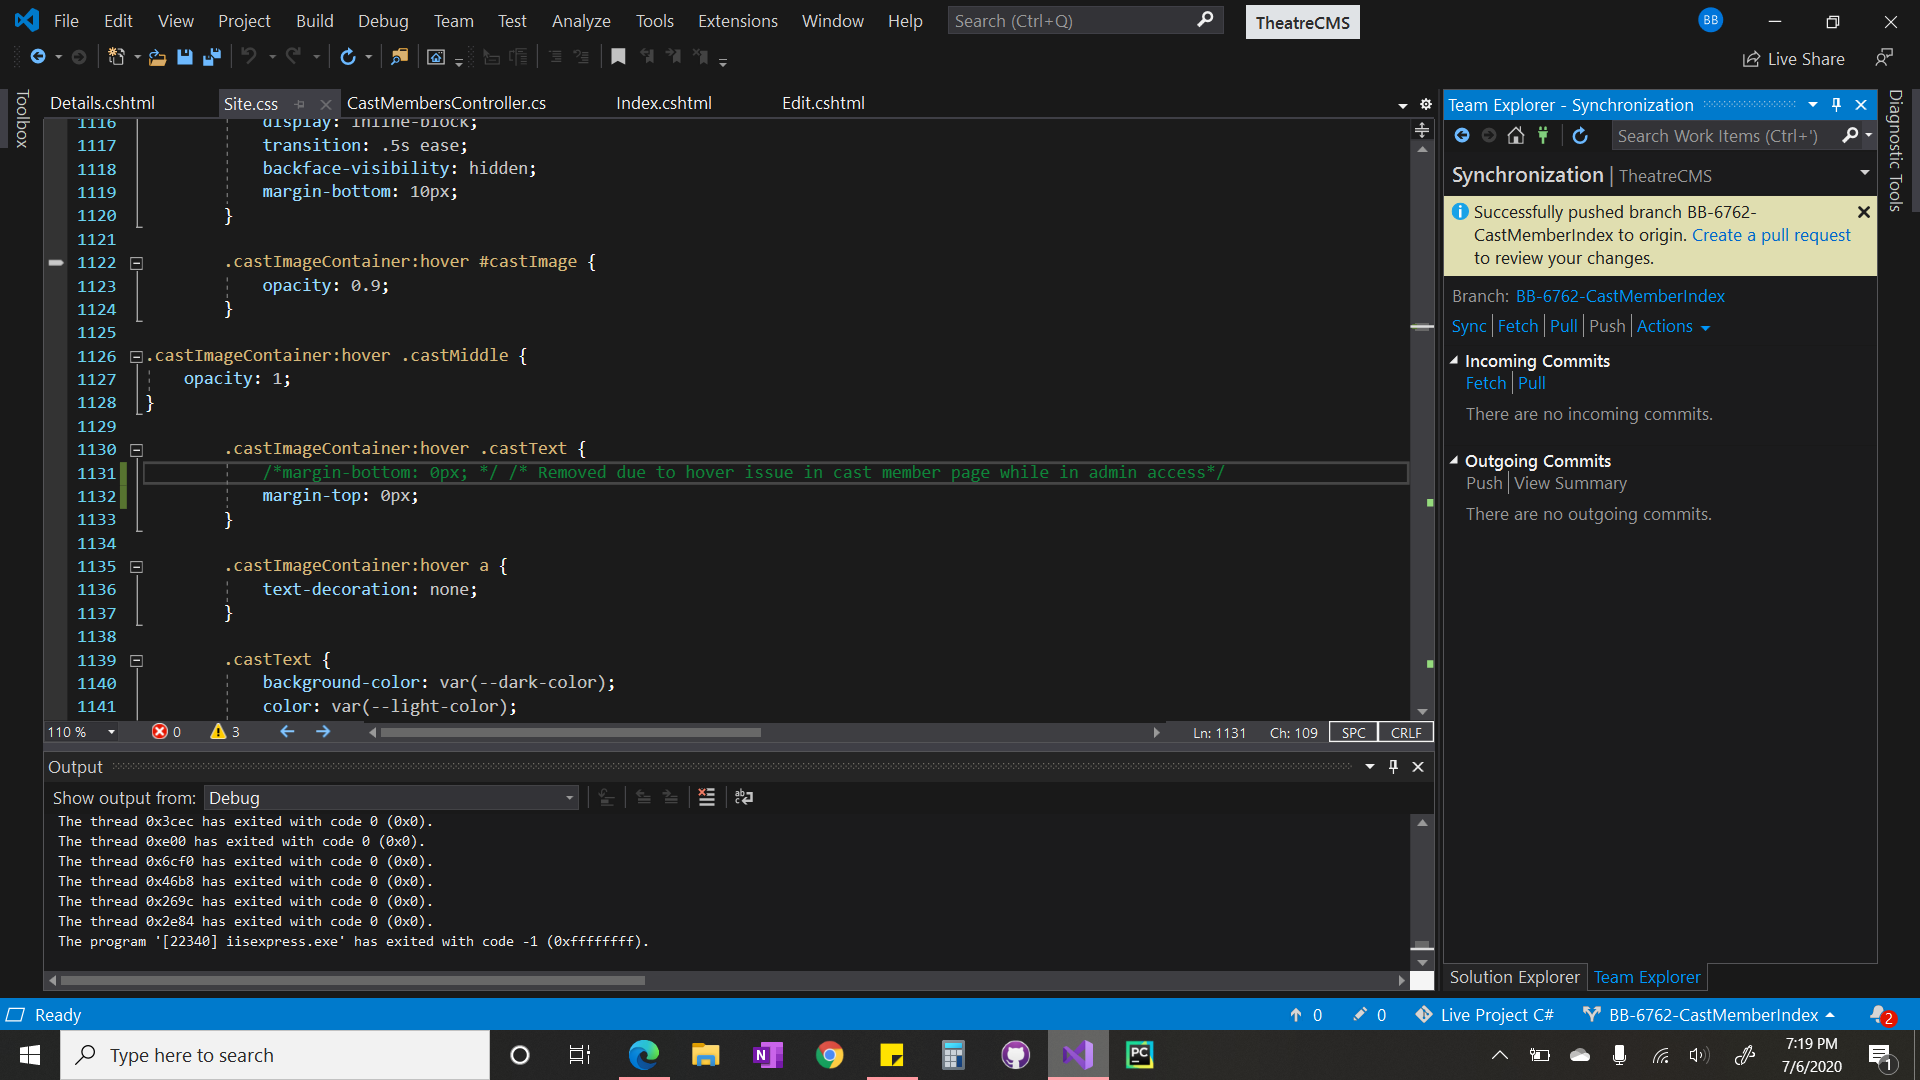 File Edit View Project Build Debug Team Test Analyze Tools Extensions Window Help Search (Ctrl+Q) TheatreCMS BB
Live Share
Toolbox
Details.cshtml Site.css CastMembersController.cs Index.cshtml Edit.cshtml
1116 display: inline-block;
1117 transition: .5s ease;
1118 backface-visibility: hidden;
1119 margin-bottom: 10px;
1120 }
1121
1122 .castImageContainer:hover #castImage {
1123 opacity: 0.9;
1124 }
1125
1126 .castImageContainer:hover .castMiddle {
1127 opacity: 1;
1128 }
1129
1130 .castImageContainer:hover .castText {
1131 /*margin-bottom: 0px; */ /* Removed due to hover issue in cast member page while in admin access*/
1132 margin-top: 0px;
1133 }
1134
1135 .castImageContainer:hover a {
1136 text-decoration: none;
1137 }
1138
1139 .castText {
1140 background-color: var(--dark-color);
1141 color: var(--light-color);
110 % 0 3 Ln: 1131 Ch: 109 SPC CRLF
Output
Show output from: Debug
The thread 0x3cec has exited with code 0 (0x0).
The thread 0xe00 has exited with code 0 (0x0).
The thread 0x6cf0 has exited with code 0 (0x0).
The thread 0x46b8 has exited with code 0 (0x0).
The thread 0x269c has exited with code 0 (0x0).
The thread 0x2e84 has exited with code 0 (0x0).
The program '[22340] iisexpress.exe' has exited with code -1 (0xffffffff).
Team Explorer - Synchronization
Search Work Items (Ctrl+')
Synchronization | TheatreCMS
Successfully pushed branch BB-6762-
CastMemberIndex to origin. Create a pull request
to review your changes.
Branch: BB-6762-CastMemberIndex
Sync Fetch Pull Push Actions
Incoming Commits
Fetch Pull
There are no incoming commits.
Outgoing Commits
Push View Summary
There are no outgoing commits.
Solution Explorer Team Explorer
Diagnostic Tools
Ready 0 0 Live Project C# BB-6762-CastMemberIndex 2
Type here to search
7:19 PM
7/6/2020
1